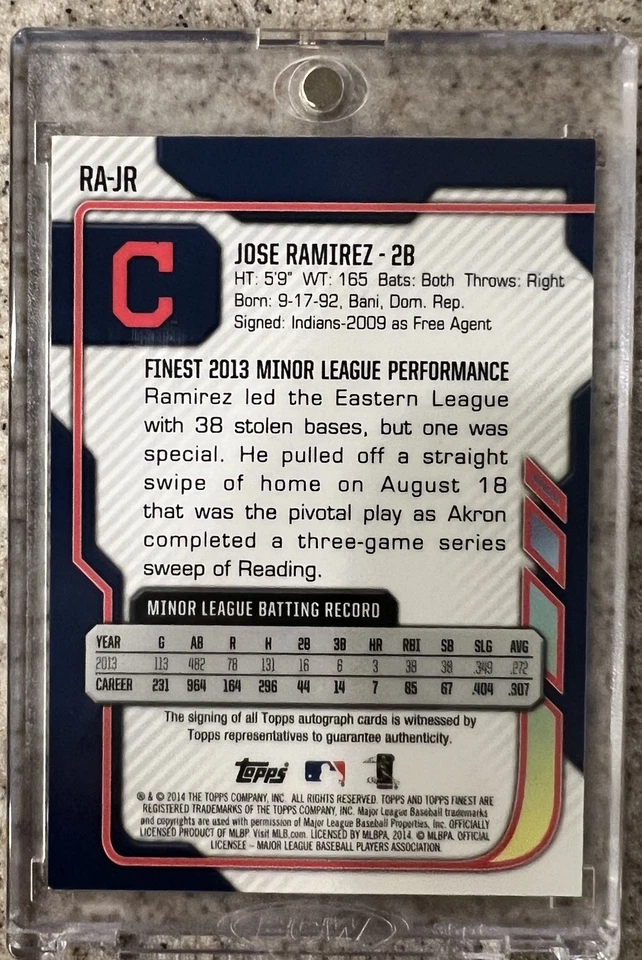 RA-JR
C
JOSE RAMIREZ - 2B
HT: 5'9" WT: 165 Bats: Both Throws: Right
Born: 9-17-92, Bani, Dom. Rep.
Signed: Indians-2009 as Free Agent
FINEST 2013 MINOR LEAGUE PERFORMANCE
Ramirez led the Eastern League
with 38 stolen bases, but one was
special. He pulled off a straight
swipe of home on August 18
that was the pivotal play as Akron
completed a three-game series
sweep of Reading.
MINOR LEAGUE BATTING RECORD
YEAR G AB R H 2B 3B HR RBI SB SLG AVG
2013 113 482 78 131 16 6 3 38 38 .349 .272
CAREER 231 964 164 296 44 14 7 85 67 .404 .307
The signing of all Topps autograph cards is witnessed by
Topps representatives to guarantee authenticity.
Topps
® & © 2014 THE TOPPS COMPANY, INC. ALL RIGHTS RESERVED. TOPPS AND TOPPS FINEST ARE
REGISTERED TRADEMARKS OF THE TOPPS COMPANY, INC. Major League Baseball trademarks
and copyrights are used with permission of Major League Baseball Properties, Inc. OFFICIALLY
LICENSED PRODUCT OF MLBP. Visit MLB.com. LICENSED BY MLBPA, 2014. © MLBPA. OFFICIAL
LICENSEE - MAJOR LEAGUE BASEBALL PLAYERS ASSOCIATION.